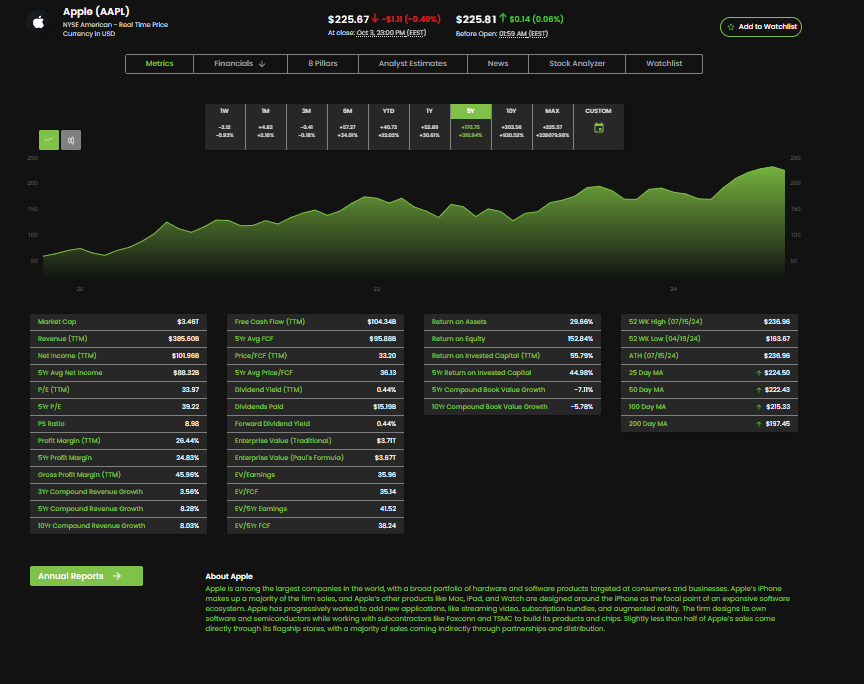 Apple (AAPL)
NYSE American - Real Time Price
Currency in USD
$225.67 ↓ -$1.11 (-0.49%)
At close: Oct 3, 23:00 PM (EEST)
$225.81 ↑ $0.14 (0.06%)
Before Open: 01:59 AM (EEST)
Add to Watchlist
Metrics Financials ↓ 8 Pillars Analyst Estimates News Stock Analyzer Watchlist
1W 1M 3M 6M YTD 1Y 5Y 10Y MAX CUSTOM
-2.12 +4.82 -0.41 +57.27 +40.73 +52.89 +170.75 +203.56 +225.57
-0.93% +2.18% -0.18% +34.01% +22.02% +30.61% +310.94% +920.52% +228079.98%
250 250
200 200
150 150
100 100
50 50
20 22 24
Market Cap $3.46T
Revenue (TTM) $385.60B
Net Income (TTM) $101.96B
5Yr Avg Net Income $88.32B
P/E (TTM) 33.97
5Yr P/E 39.22
PS Ratio 8.98
Profit Margin (TTM) 26.44%
5Yr Profit Margin 24.83%
Gross Profit Margin (TTM) 45.96%
3Yr Compound Revenue Growth 3.56%
5Yr Compound Revenue Growth 8.28%
10Yr Compound Revenue Growth 8.03%
Free Cash Flow (TTM) $104.34B
5Yr Avg FCF $95.88B
Price/FCF (TTM) 33.20
5Yr Avg Price/FCF 36.13
Dividend Yield (TTM) 0.44%
Dividends Paid $15.19B
Forward Dividend Yield 0.44%
Enterprise Value (Traditional) $3.71T
Enterprise Value (Paul's Formula) $3.67T
EV/Earnings 35.96
EV/FCF 35.14
EV/5Yr Earnings 41.52
EV/5Yr FCF 38.24
Return on Assets 29.66%
Return on Equity 152.84%
Return on Invested Capital (TTM) 55.79%
5Yr Return on Invested Capital 44.98%
5Yr Compound Book Value Growth -7.11%
10Yr Compound Book Value Growth -5.78%
52 WK High (07/15/24) $236.96
52 WK Low (04/19/24) $163.67
ATH (07/15/24) $236.96
25 Day MA ↑ $224.50
50 Day MA ↑ $222.43
100 Day MA ↑ $215.33
200 Day MA ↑ $197.45
Annual Reports →
About Apple
Apple is among the largest companies in the world, with a broad portfolio of hardware and software products targeted at consumers and businesses. Apple's iPhone
makes up a majority of the firm sales, and Apple's other products like Mac, iPad, and Watch are designed around the iPhone as the focal point of an expansive software
ecosystem. Apple has progressively worked to add new applications, like streaming video, subscription bundles, and augmented reality. The firm designs its own
software and semiconductors while working with subcontractors like Foxconn and TSMC to build its products and chips. Slightly less than half of Apple's sales come
directly through its flagship stores, with a majority of sales coming indirectly through partnerships and distribution.